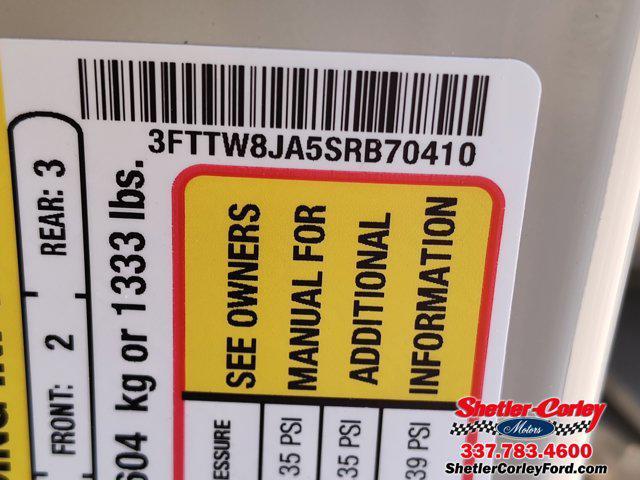 3FTTW8JA5SRB70410
SEE OWNERS
MANUAL FOR
ADDITIONAL
INFORMATION
FRONT: 2 REAR: 3
604 kg or 1333 lbs.
35 PSI
35 PSI
39 PSI
Shetler-Corley
Motors
337.783.4600
ShetlerCorleyFord.com